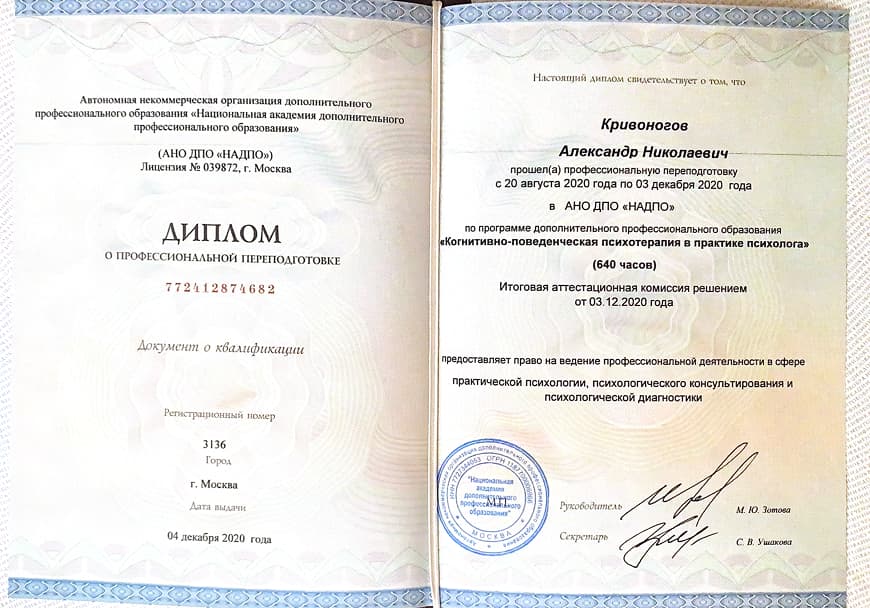 Автономная некоммерческая организация дополнительного
профессионального образования «Национальная академия дополнительного
профессионального образования»
(АНО ДПО «НАДПО»)
Лицензия № 039872, г. Москва
ДИПЛОМ
О ПРОФЕССИОНАЛЬНОЙ ПЕРЕПОДГОТОВКЕ
772412874682
Документ о квалификации
Регистрационный номер
3136
Город
г. Москва
Дата выдачи
04 декабря 2020 года
Настоящий диплом свидетельствует о том, что
Кривоногов
Александр Николаевич
прошел(а) профессиональную переподготовку
с 20 августа 2020 года по 03 декабря 2020 года
в АНО ДПО «НАДПО»
по программе дополнительного профессионального образования
«Когнитивно-поведенческая психотерапия в практике психолога»
(640 часов)
Итоговая аттестационная комиссия решением
от 03.12.2020 года
предоставляет право на ведение профессиональной деятельности в сфере
практической психологии, психологического консультирования и
психологической диагностики
"Национальная
академия
дополнительного
профессионального
образования"
М.П.
МОСКВА
Руководитель
М. Ю. Зотова
Секретарь
С. В. Ушакова